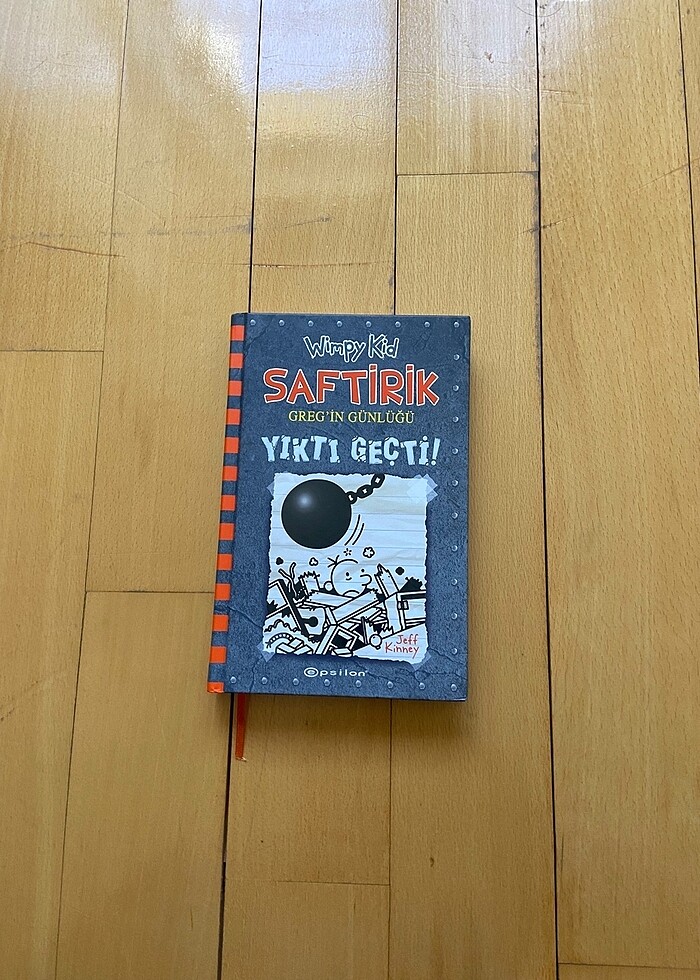 Wimpy Kid
SAFTİRİK
GREG'İN GÜNLÜĞÜ
YIKTI GEÇTİ!
Jeff
Kinney
epsilon